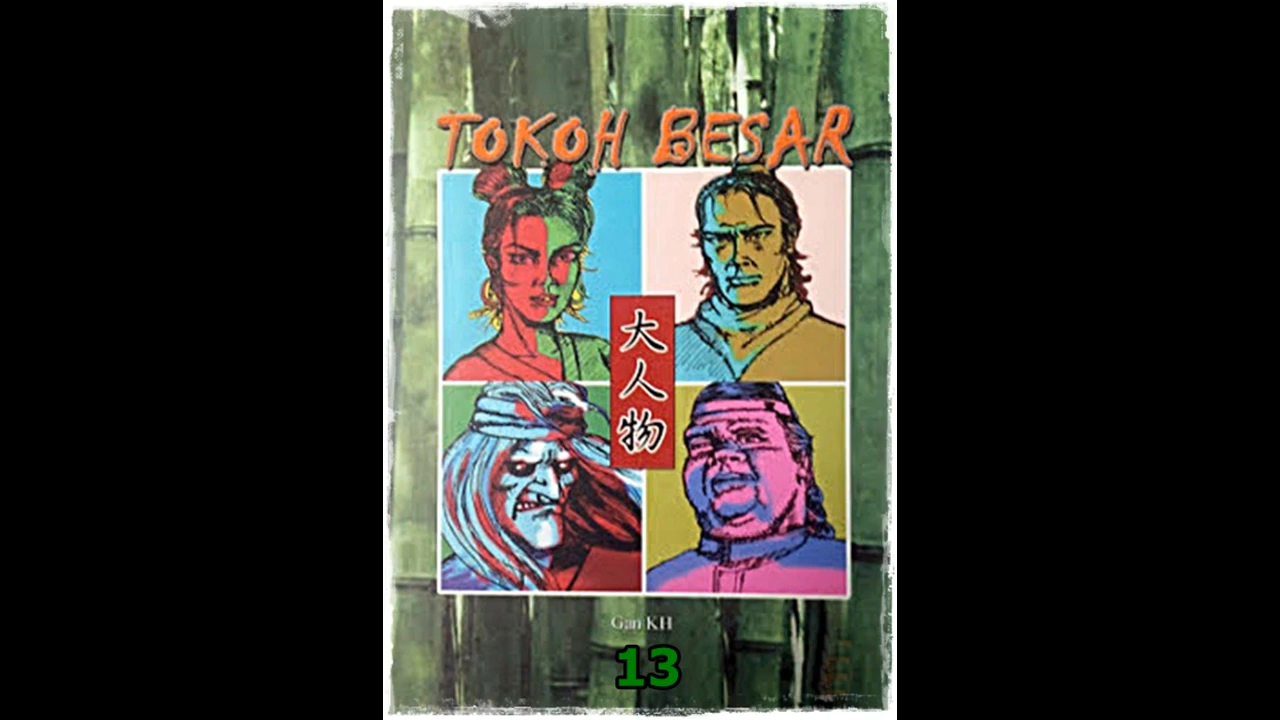 TOKOH BESAR
大人物
Gan KH
13